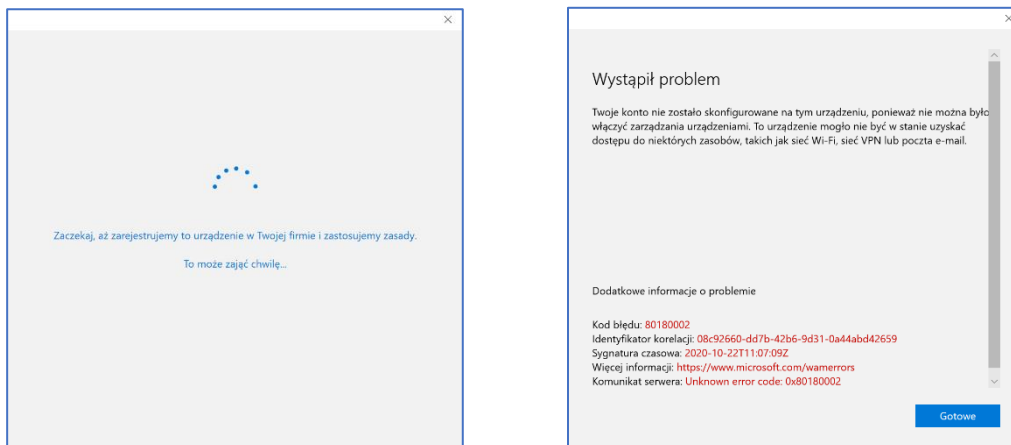 Zaczekaj, aż zarejestrujemy to urządzenie w Twojej firmie i zastosujemy zasady.
To może zająć chwilę...
Wystąpił problem
Twoje konto nie zostało skonfigurowane na tym urządzeniu, ponieważ nie można było
włączyć zarządzania urządzeniami. To urządzenie mogło nie być w stanie uzyskać
dostępu do niektórych zasobów, takich jak sieć Wi-Fi, sieć VPN lub poczta e-mail.
Dodatkowe informacje o problemie
Kod błędu: 80180002
Identyfikator korelacji: 08c92660-dd7b-42b6-9d31-0a44abd42659
Sygnatura czasowa: 2020-10-22T11:07:09Z
Więcej informacji: https://www.microsoft.com/wamerrors
Komunikat serwera: Unknown error code: 0x80180002
Gotowe